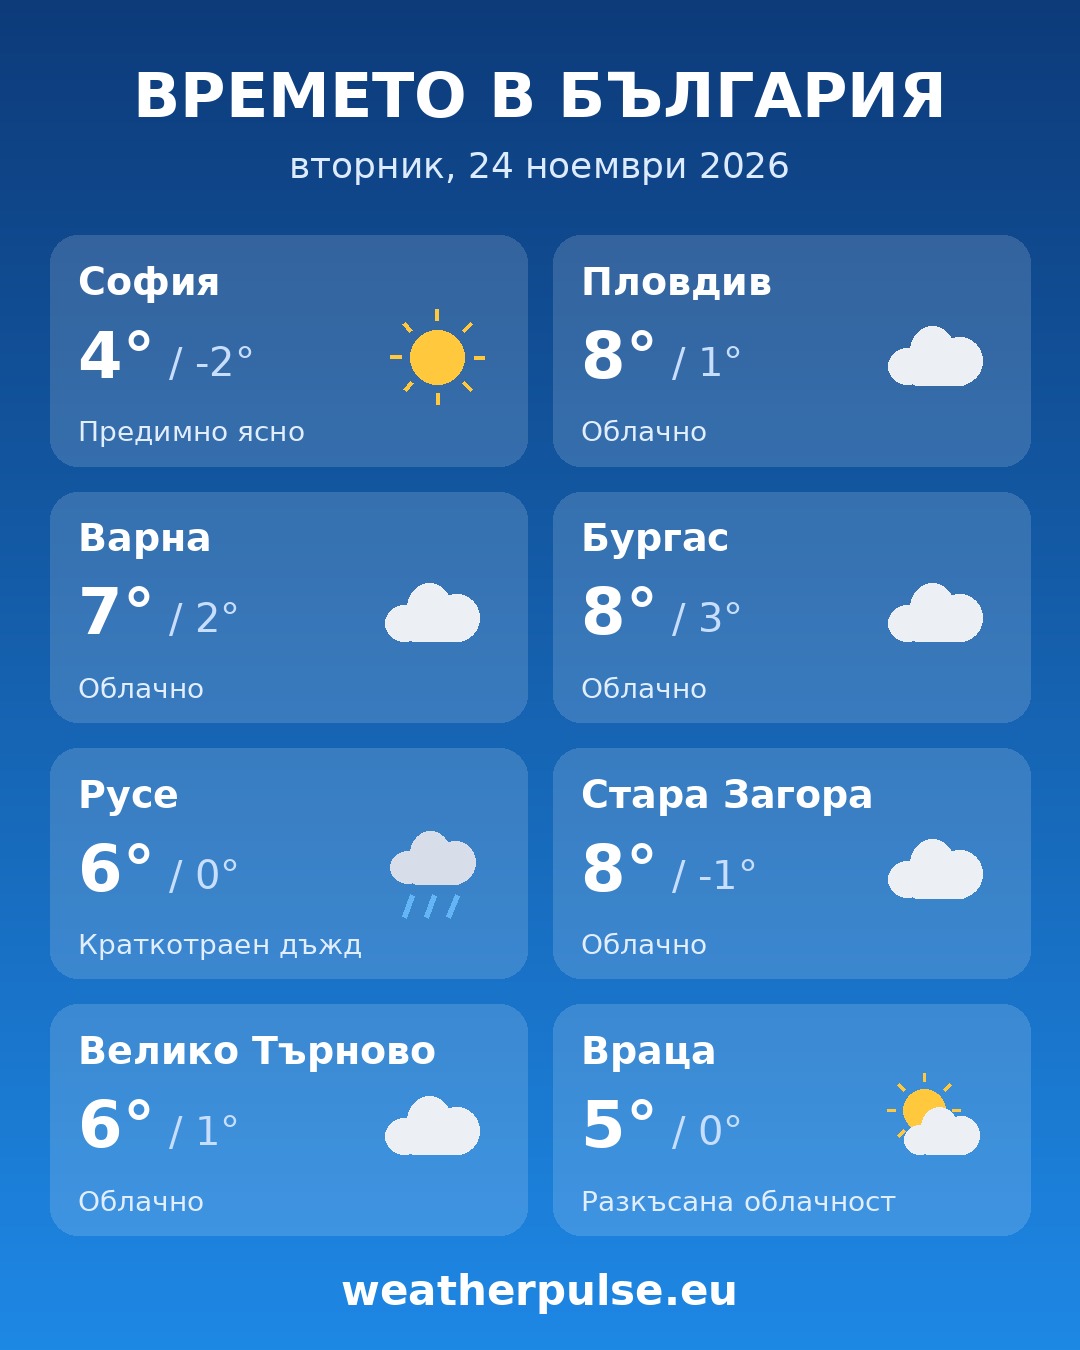 ВРЕМЕТО В БЪЛГАРИЯ
вторник, 24 ноември 2026
София
4° / -2°
Предимно ясно
Пловдив
8° / 1°
Облачно
Варна
7° / 2°
Облачно
Бургас
8° / 3°
Облачно
Русе
6° / 0°
Краткотраен дъжд
Стара Загора
8° / -1°
Облачно
Велико Търново
6° / 1°
Облачно
Враца
5° / 0°
Разкъсана облачност
weatherpulse.eu